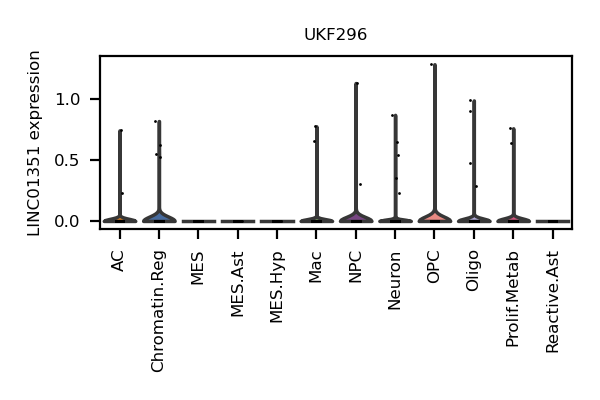 UKF296
LINC01351 expression
1.0
0.5
0.0
AC
Chromatin.Reg
MES
MES.Ast
MES.Hyp
Mac
NPC
Neuron
OPC
Oligo
Prolif.Metab
Reactive.Ast